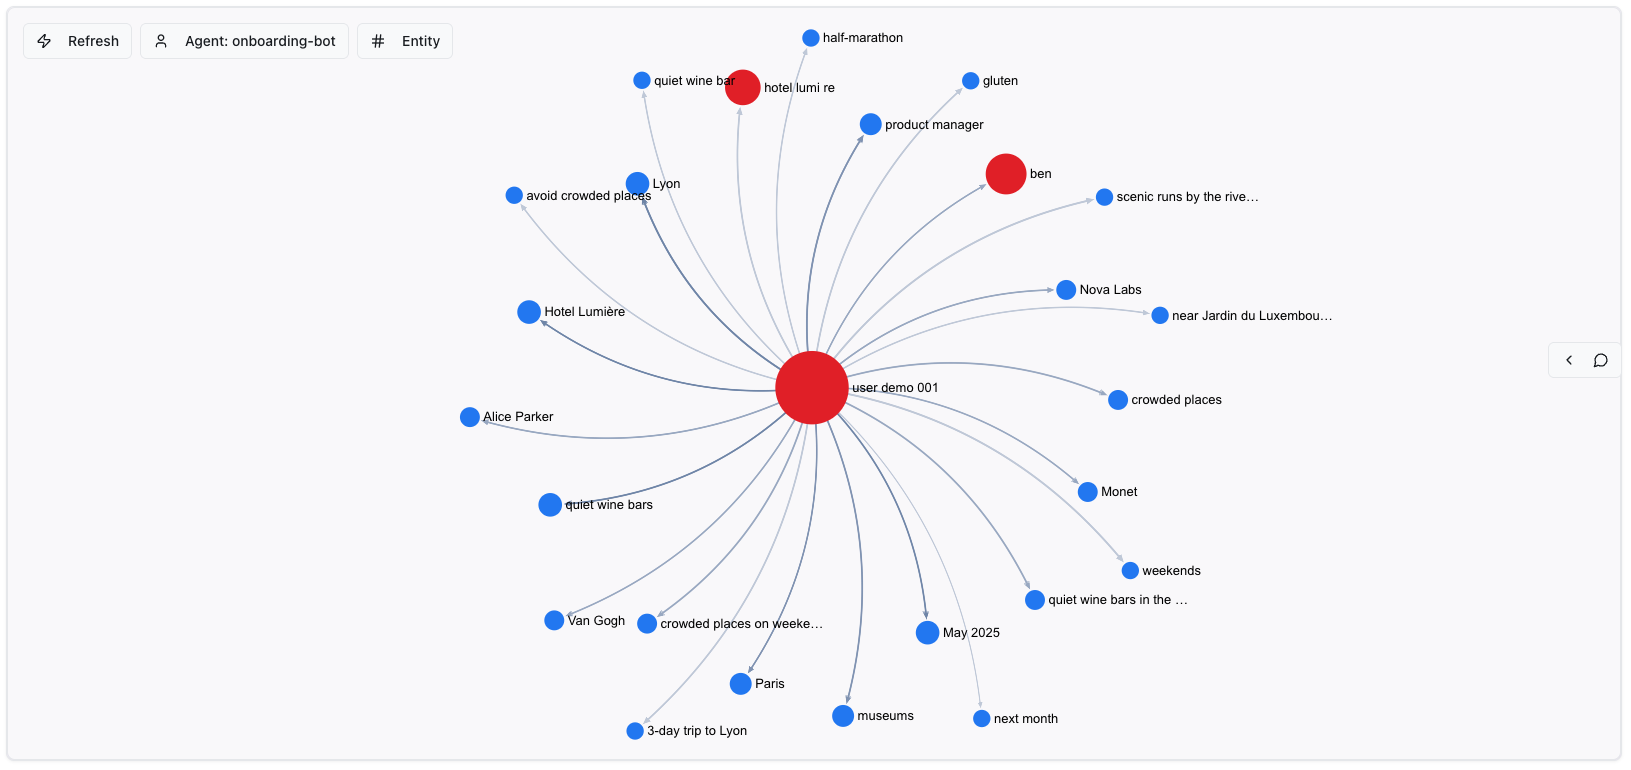 Refresh
Agent: onboarding-bot
Entity
half-marathon
quiet wine bar
hotel lumi re
gluten
product manager
ben
Lyon
avoid crowded places
scenic runs by the rive…
Nova Labs
Hotel Lumière
near Jardin du Luxembou…
user demo 001
crowded places
Alice Parker
Monet
quiet wine bars
weekends
quiet wine bars in the …
Van Gogh
crowded places on weeke…
May 2025
Paris
museums
next month
3-day trip to Lyon